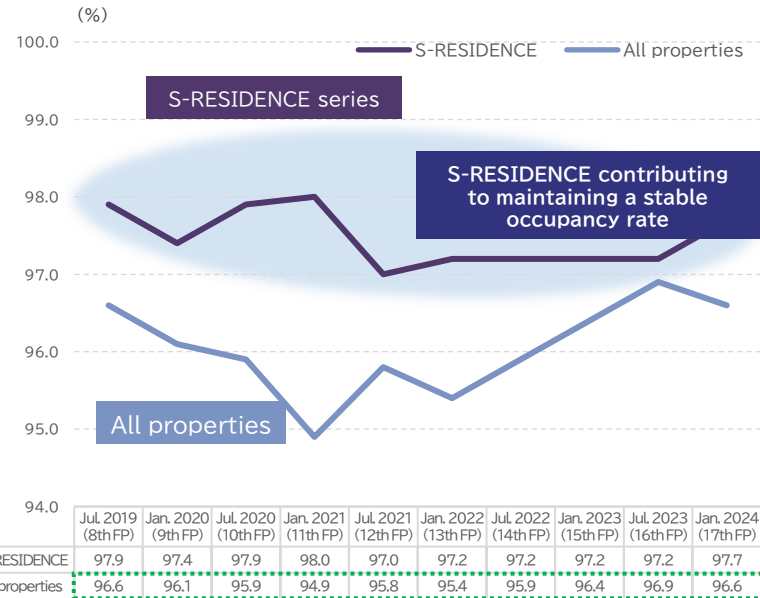 (%)
100.0
S-RESIDENCE
All properties
S-RESIDENCE series
99.0
S-RESIDENCE contributing
to maintaining a stable
occupancy rate
98.0
97.0
96.0
All properties
95.0
94.0
Jul. 2019 Jan. 2020 Jul. 2020 Jan. 2021 Jul. 2021 Jan. 2022 Jul. 2022 Jan. 2023 Jul. 2023 Jan. 2024
(8th FP) (9th FP) (10th FP) (11th FP) (12th FP) (13th FP) (14th FP) (15th FP) (16th FP) (17th FP)
RESIDENCE 97.9 97.4 97.9 98.0 97.0 97.2 97.2 97.2 97.2 97.7
properties 96.6 96.1 95.9 94.9 95.8 95.4 95.9 96.4 96.9 96.6